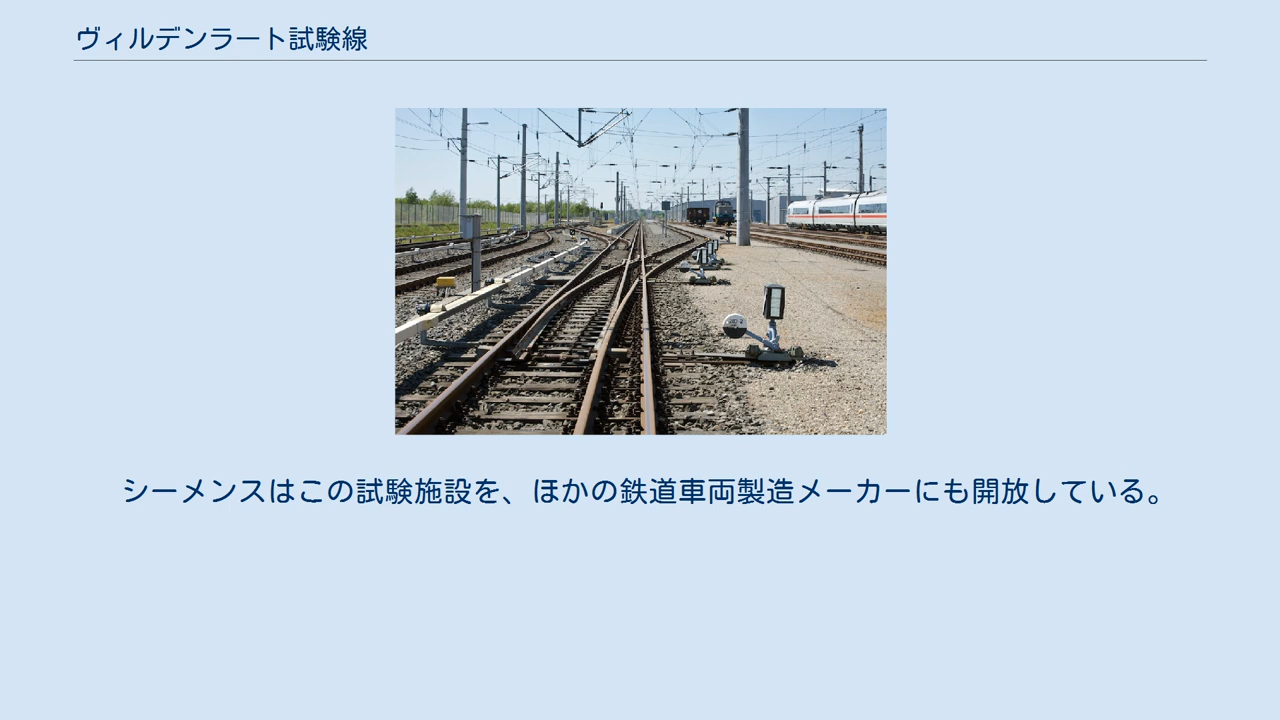 ヴィルデンラート試験線
シーメンスはこの試験施設を、ほかの鉄道車両製造メーカーにも開放している。